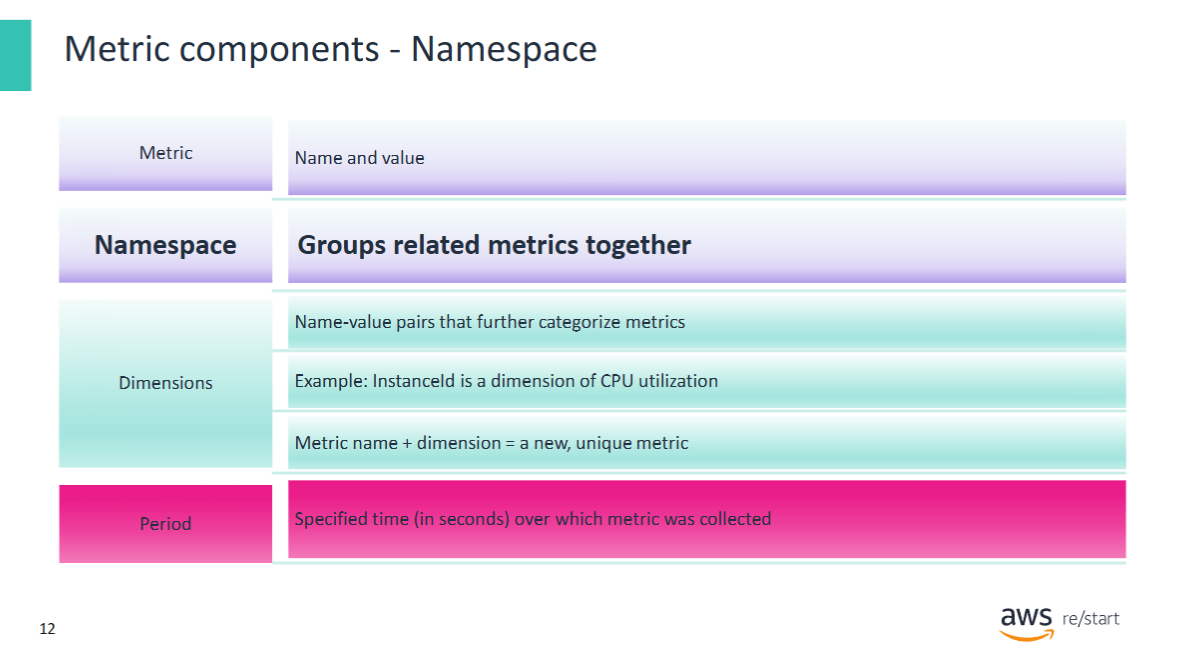 Metric components - Namespace
Metric
Name and value
Namespace
Groups related metrics together
Dimensions
Name-value pairs that further categorize metrics
Example: InstanceId is a dimension of CPU utilization
Metric name + dimension = a new, unique metric
Period
Specified time (in seconds) over which metric was collected
12
aws re/start